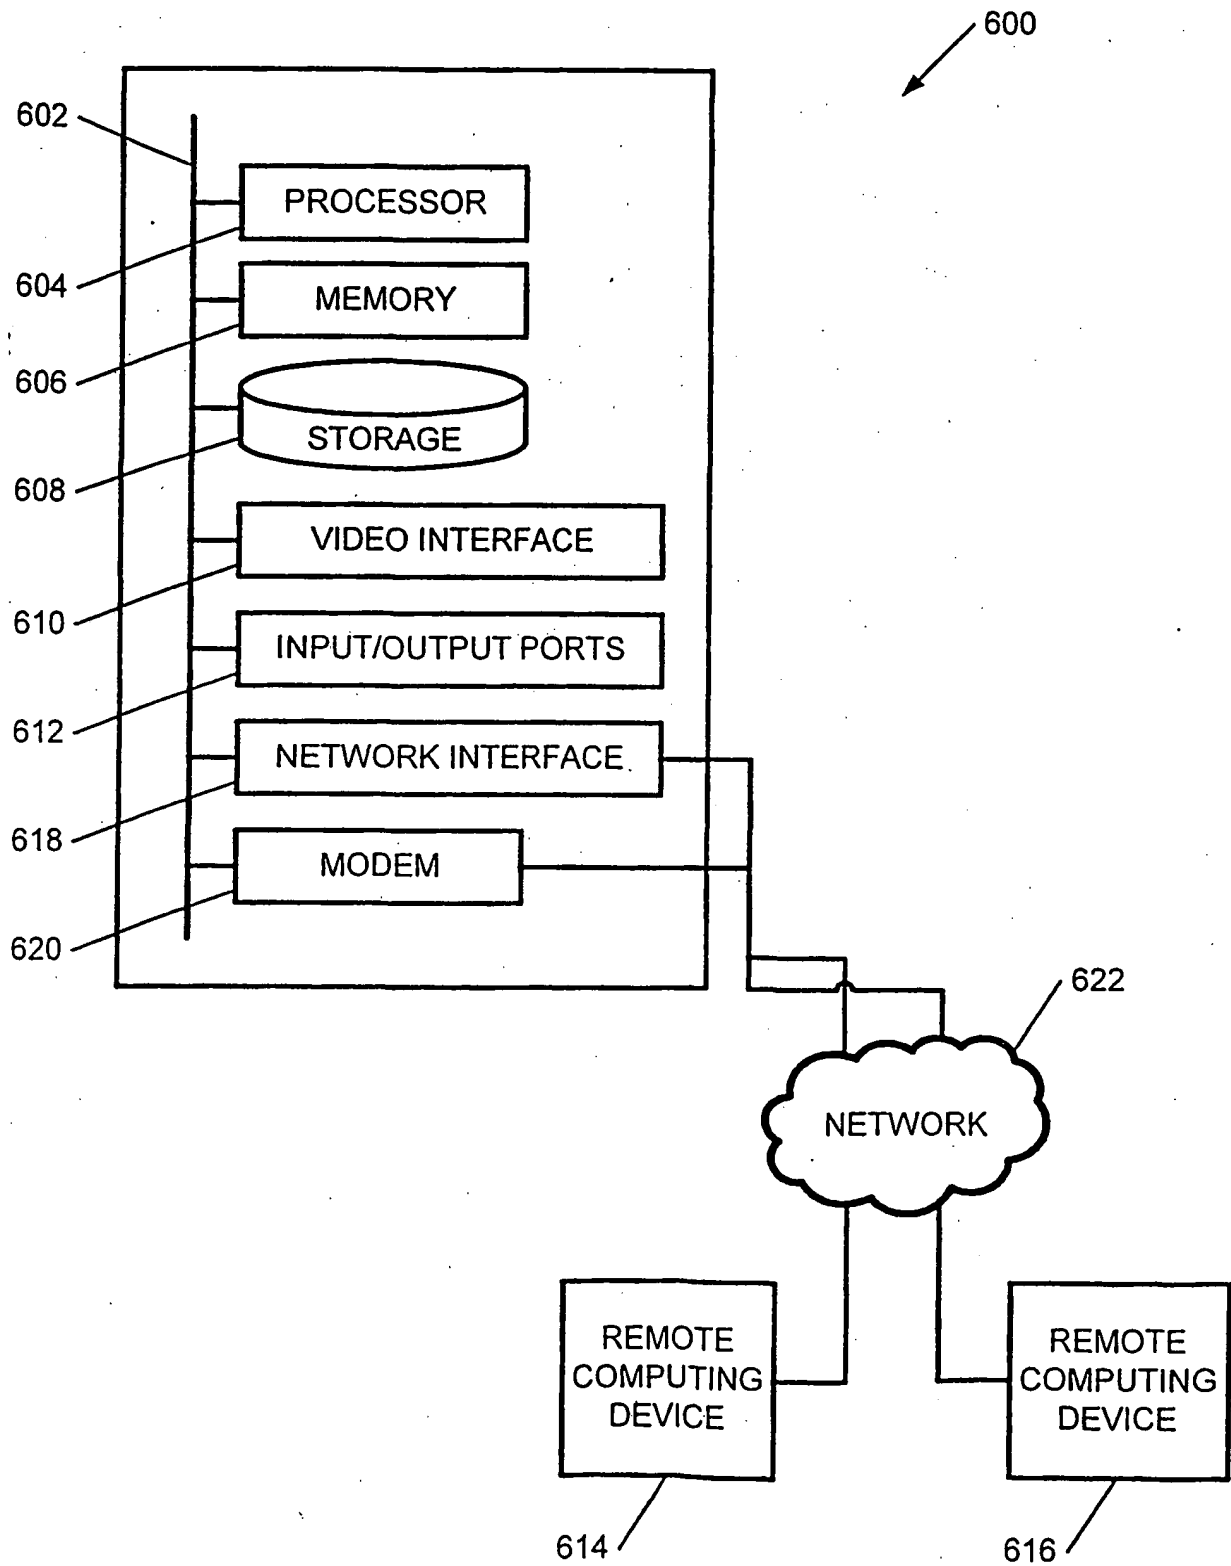 600
602
PROCESSOR
604
MEMORY
606
STORAGE
608
VIDEO INTERFACE
610
INPUT/OUTPUT PORTS
612
NETWORK INTERFACE
618
MODEM
620
622
NETWORK
REMOTE
COMPUTING
DEVICE
614
REMOTE
COMPUTING
DEVICE
616